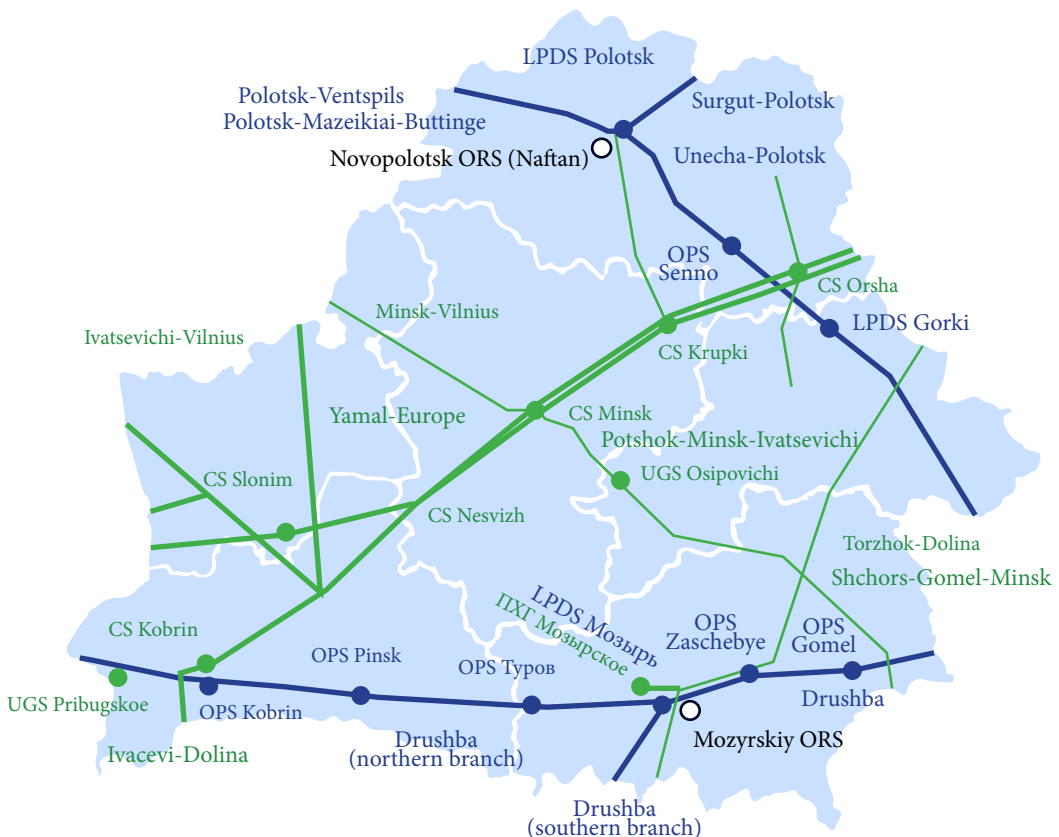 LPDS Polotsk
Polotsk-Ventspils
Polotsk-Mazeikiai-Buttinge
Surgut-Polotsk
Novopolotsk ORS (Naftan)
Unecha-Polotsk
OPS
Senno
CS Orsha
Minsk-Vilnius
LPDS Gorki
Ivatsevichi-Vilnius
CS Krupki
Yamal-Europe
CS Minsk
Potshok-Minsk-Ivatsevichi
UGS Osipovichi
CS Slonim
CS Nesvizh
Torzhok-Dolina
Shchors-Gomel-Minsk
LPDS Мозырь
ПХГ Мозырское
OPS
Zaschebye
OPS
Gomel
CS Kobrin
OPS Pinsk
OPS Туров
UGS Pribugskoe
OPS Kobrin
Drushba
Ivacevi-Dolina
Drushba
(northern branch)
Mozyrskiy ORS
Drushba
(southern branch)